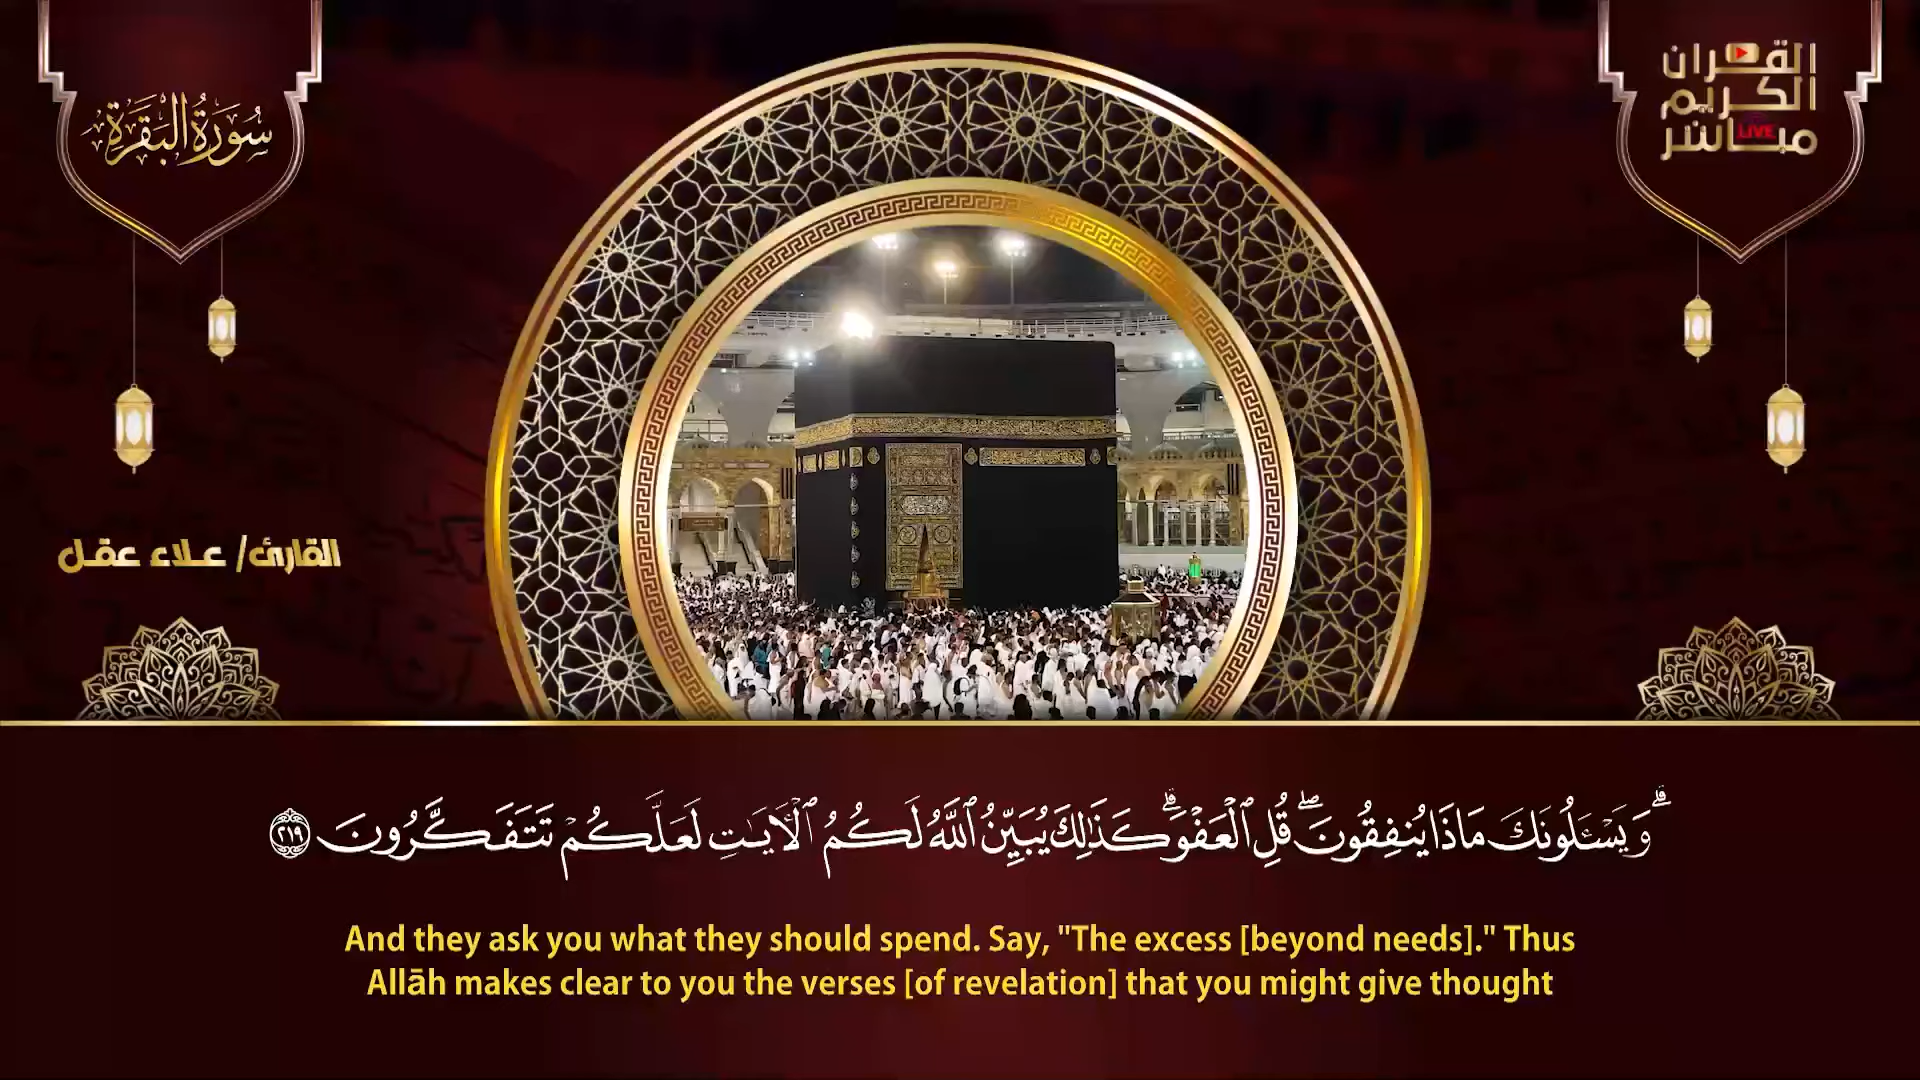 سُورَةُ البَقَرَةِ
القرآن
الكريم
مباشر
LIVE
القارئ/ علاء عقل
ۗ وَيَسْـَٔلُونَكَ مَاذَا يُنفِقُونَ ۖ قُلِ ٱلْعَفْوَ ۗ كَذَٰلِكَ يُبَيِّنُ ٱللَّهُ لَكُمُ ٱلْـَٔايَـٰتِ لَعَلَّكُمْ تَتَفَكَّرُونَ ٢١٩
And they ask you what they should spend. Say, "The excess [beyond needs]." Thus
Allāh makes clear to you the verses [of revelation] that you might give thought